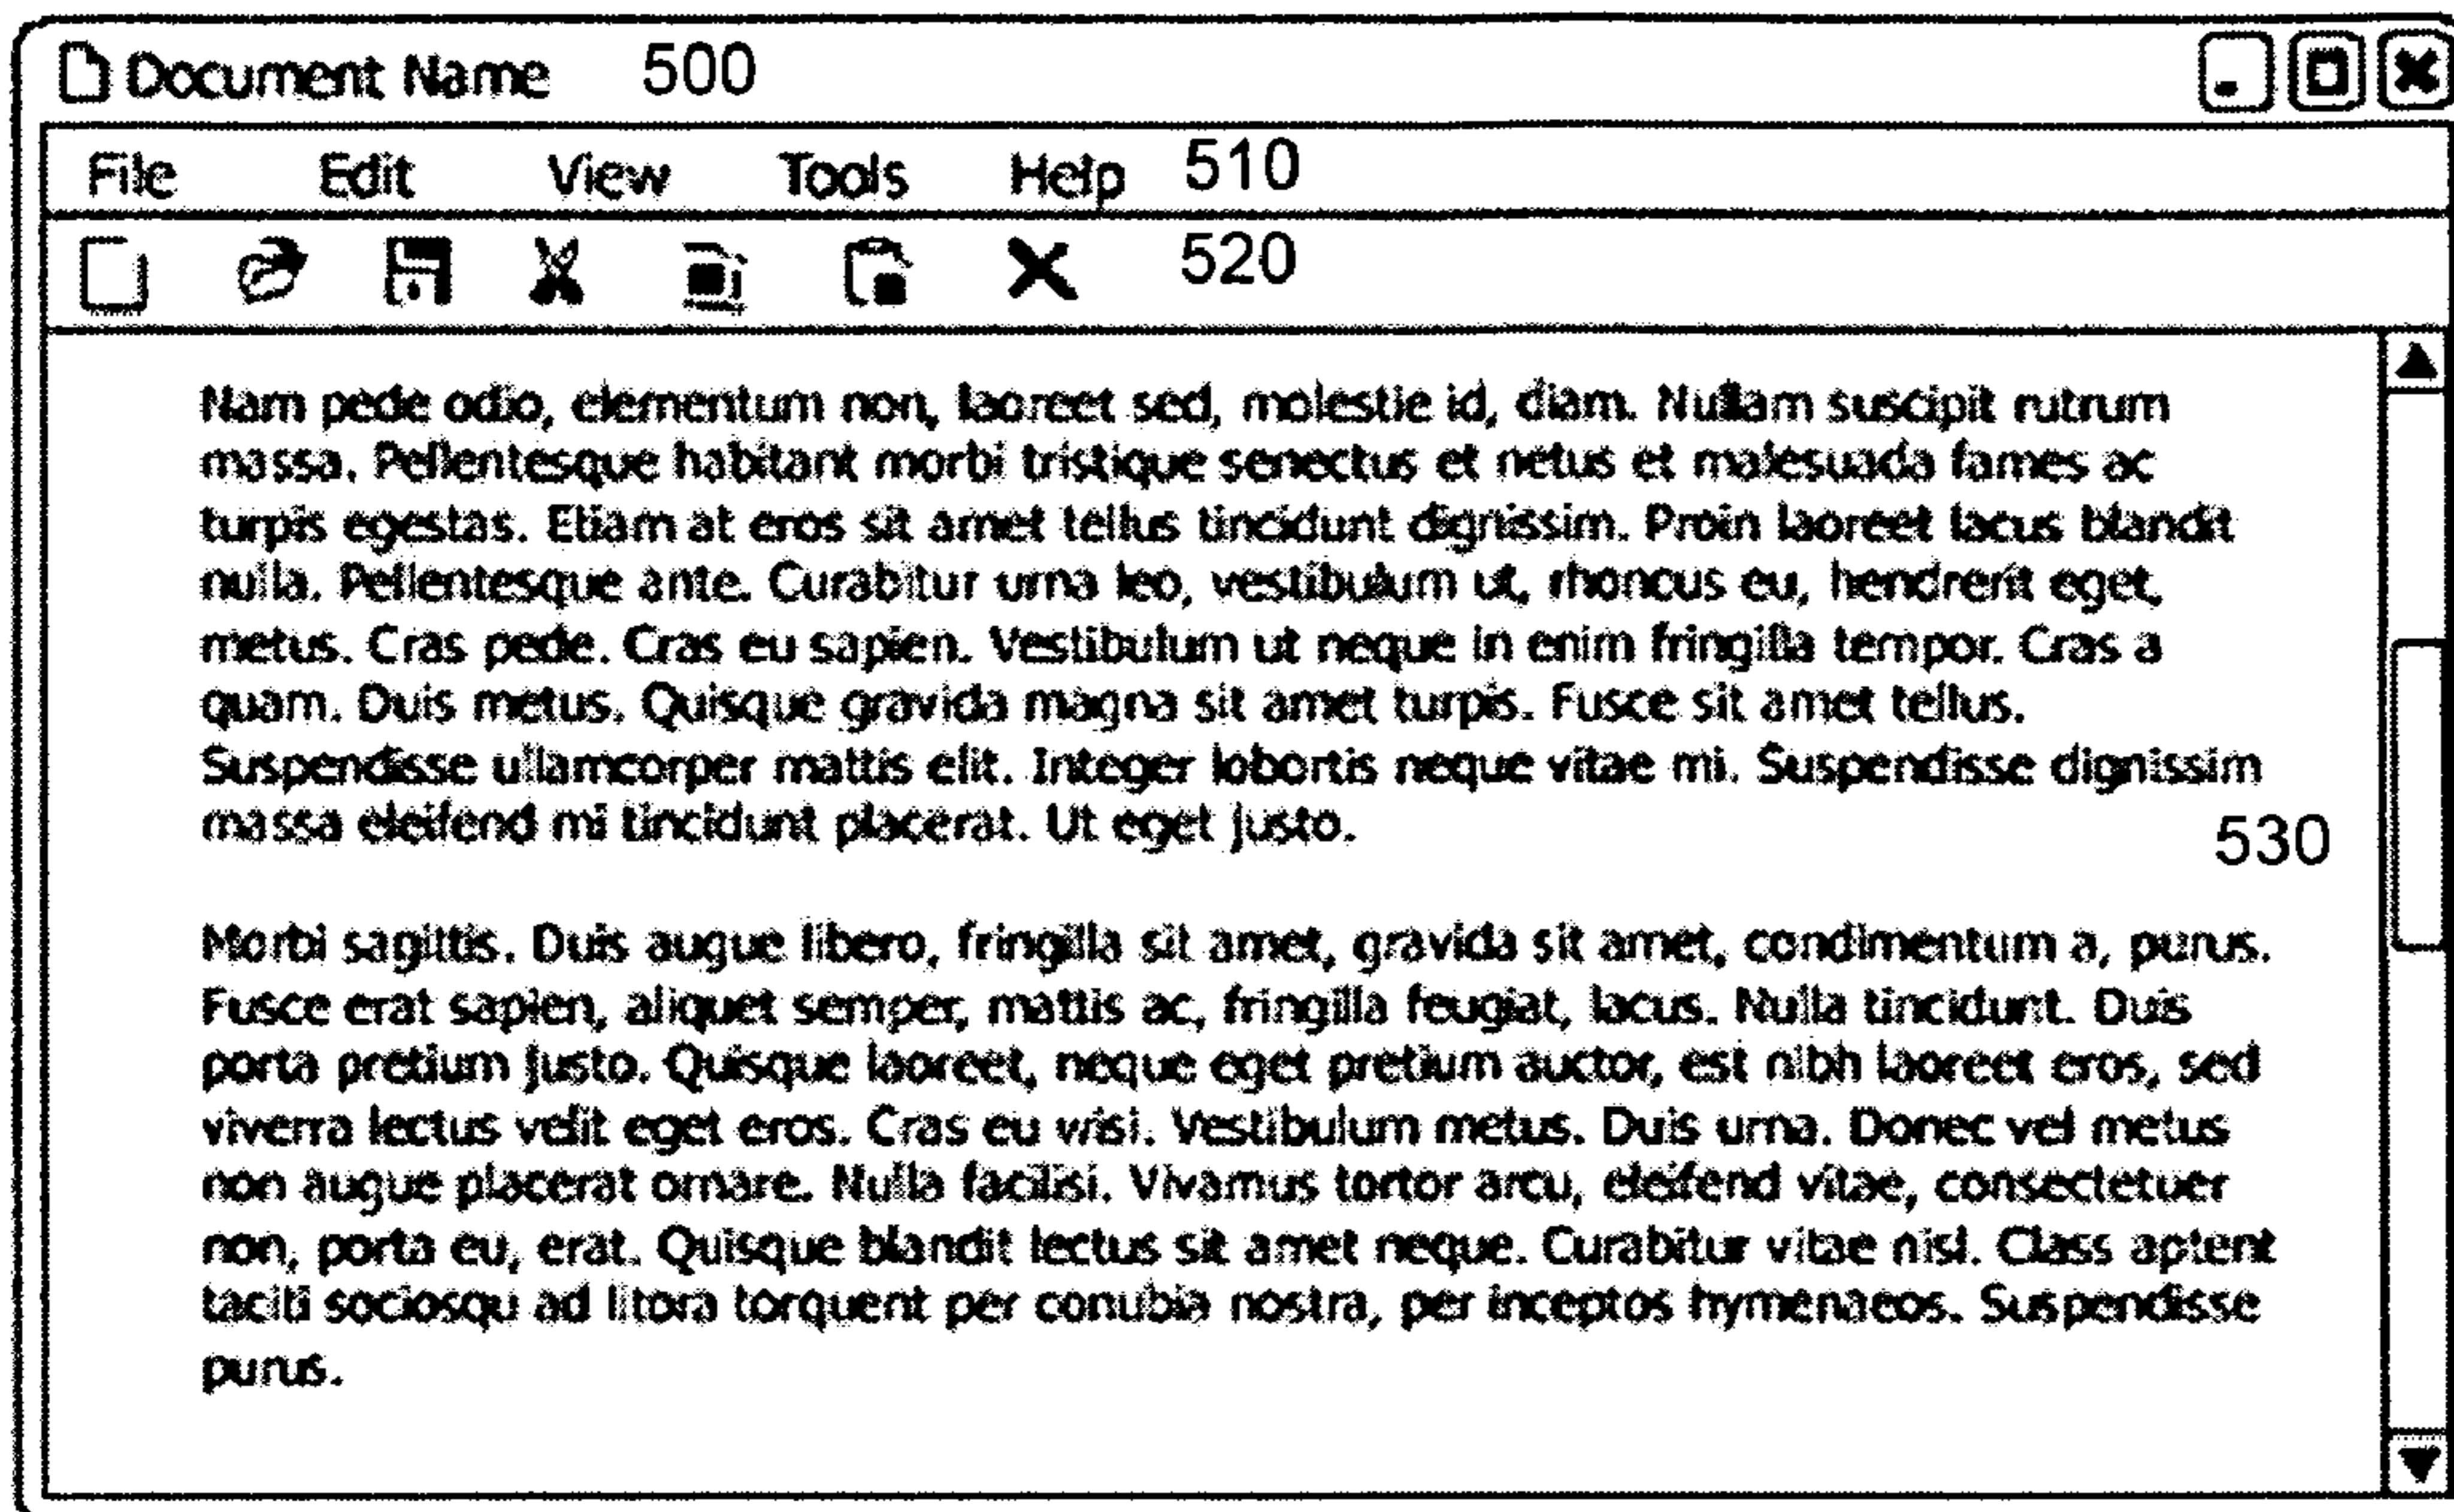 Document Name 500
File Edit View Tools Help 510
520
Nam pede odio, elementum non, laoreet sed, molestie id, diam. Nullam suscipit rutrum
massa. Pellentesque habitant morbi tristique senectus et netus et malesuada fames ac
turpis egestas. Etiam at eros sit amet tellus tincidunt dignissim. Proin laoreet lacus blandit
nulla. Pellentesque ante. Curabitur urna leo, vestibulum ut, rhoncus eu, hendrerit eget,
metus. Cras pede. Cras eu sapien. Vestibulum ut neque in enim fringilla tempor. Cras a
quam. Duis metus. Quisque gravida magna sit amet turpis. Fusce sit amet tellus.
Suspendisse ullamcorper mattis elit. Integer lobortis neque vitae mi. Suspendisse dignissim
massa eleifend mi tincidunt placerat. Ut eget justo.
530
Morbi sagittis. Duis augue libero, fringilla sit amet, gravida sit amet, condimentum a, purus.
Fusce erat sapien, aliquet semper, mattis ac, fringilla feugiat, lacus. Nulla tincidunt. Duis
porta pretium justo. Quisque laoreet, neque eget pretium auctor, est nibh laoreet eros, sed
viverra lectus velit eget eros. Cras eu wisi. Vestibulum metus. Duis urna. Donec vel metus
non augue placerat ornare. Nulla facilisi. Vivamus tortor arcu, eleifend vitae, consectetuer
non, porta eu, erat. Quisque blandit lectus sit amet neque. Curabitur vitae nisl. Class aptent
taciti sociosqu ad litora torquent per conubia nostra, per inceptos hymenaeos. Suspendisse
purus.